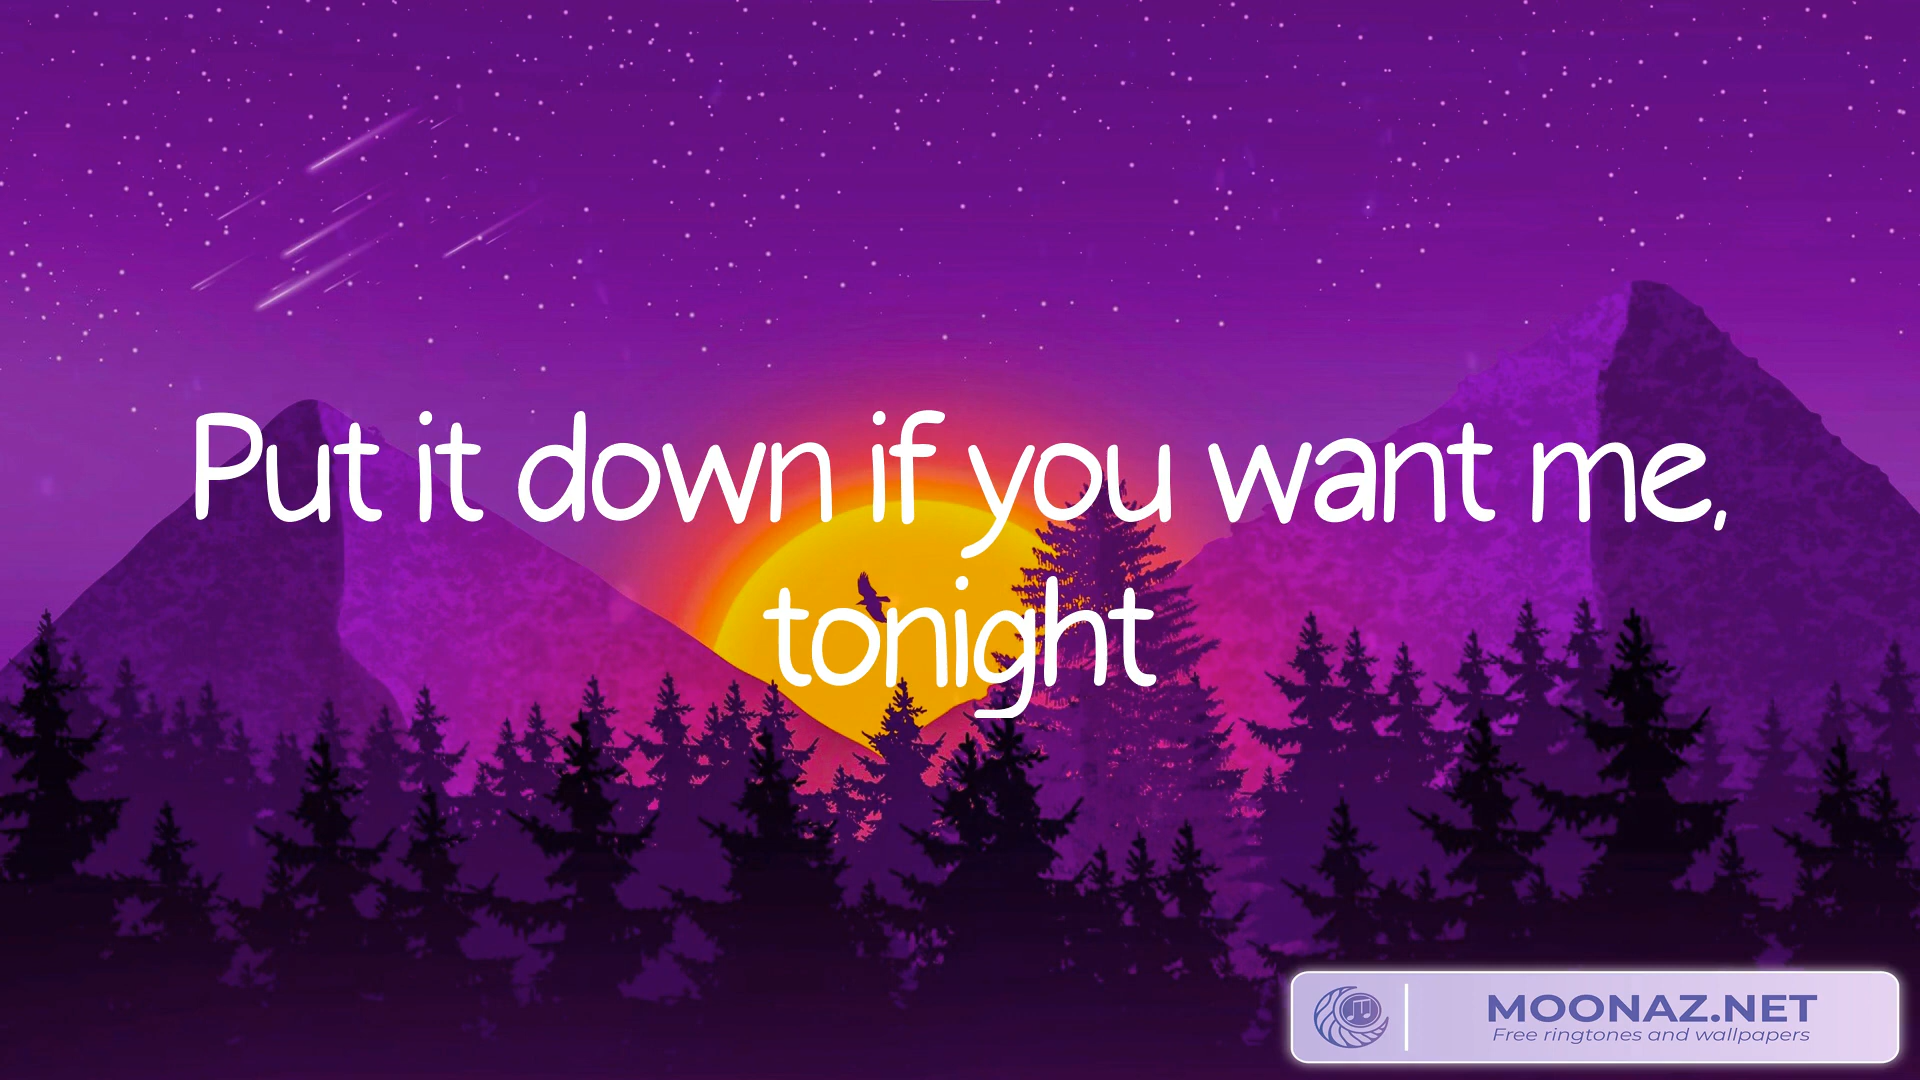 Put it down if you want me,
tonight
MOONAZ.NET
Free ringtones and wallpapers